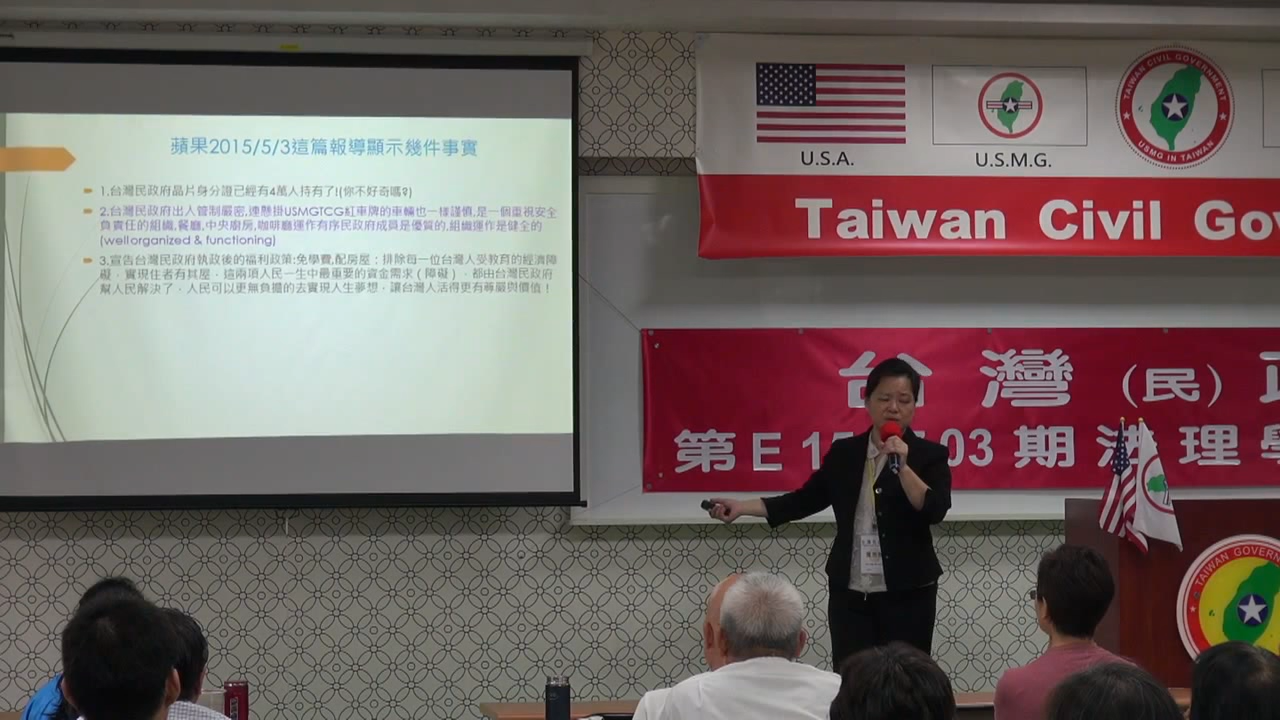 蘋果2015/5/3這篇報導顯示幾件事實
1.台灣民政府晶片身分證已經有4萬人持有了!(你不好奇嗎?)
2.台灣民政府出入管制嚴密,連懸掛USMGTCG紅車牌的車輛也一樣謹慎,是一個重視安全
負責任的組織,餐廳,中央廚房,咖啡廳運作有序民政府成員是優質的,組織運作是健全的
(well organized & functioning)
3.宣告台灣民政府執政後的福利政策:免學費,配房屋；排除每一位台灣人受教育的經濟障
礙﹐實現住者有其屋﹐這兩項人民一生中最重要的資金需求（障礙）﹐都由台灣民政府
幫人民解決了﹐人民可以更無負擔的去實現人生夢想﹐讓台灣人活得更有尊嚴與價值！
U.S.A.
U.S.M.G.
TAIWAN CIVIL GOVERNMENT
USMG IN TAIWAN
Taiwan Civil Gov
台灣（民）政
第E15 03期法理學
TAIWAN GOVERN